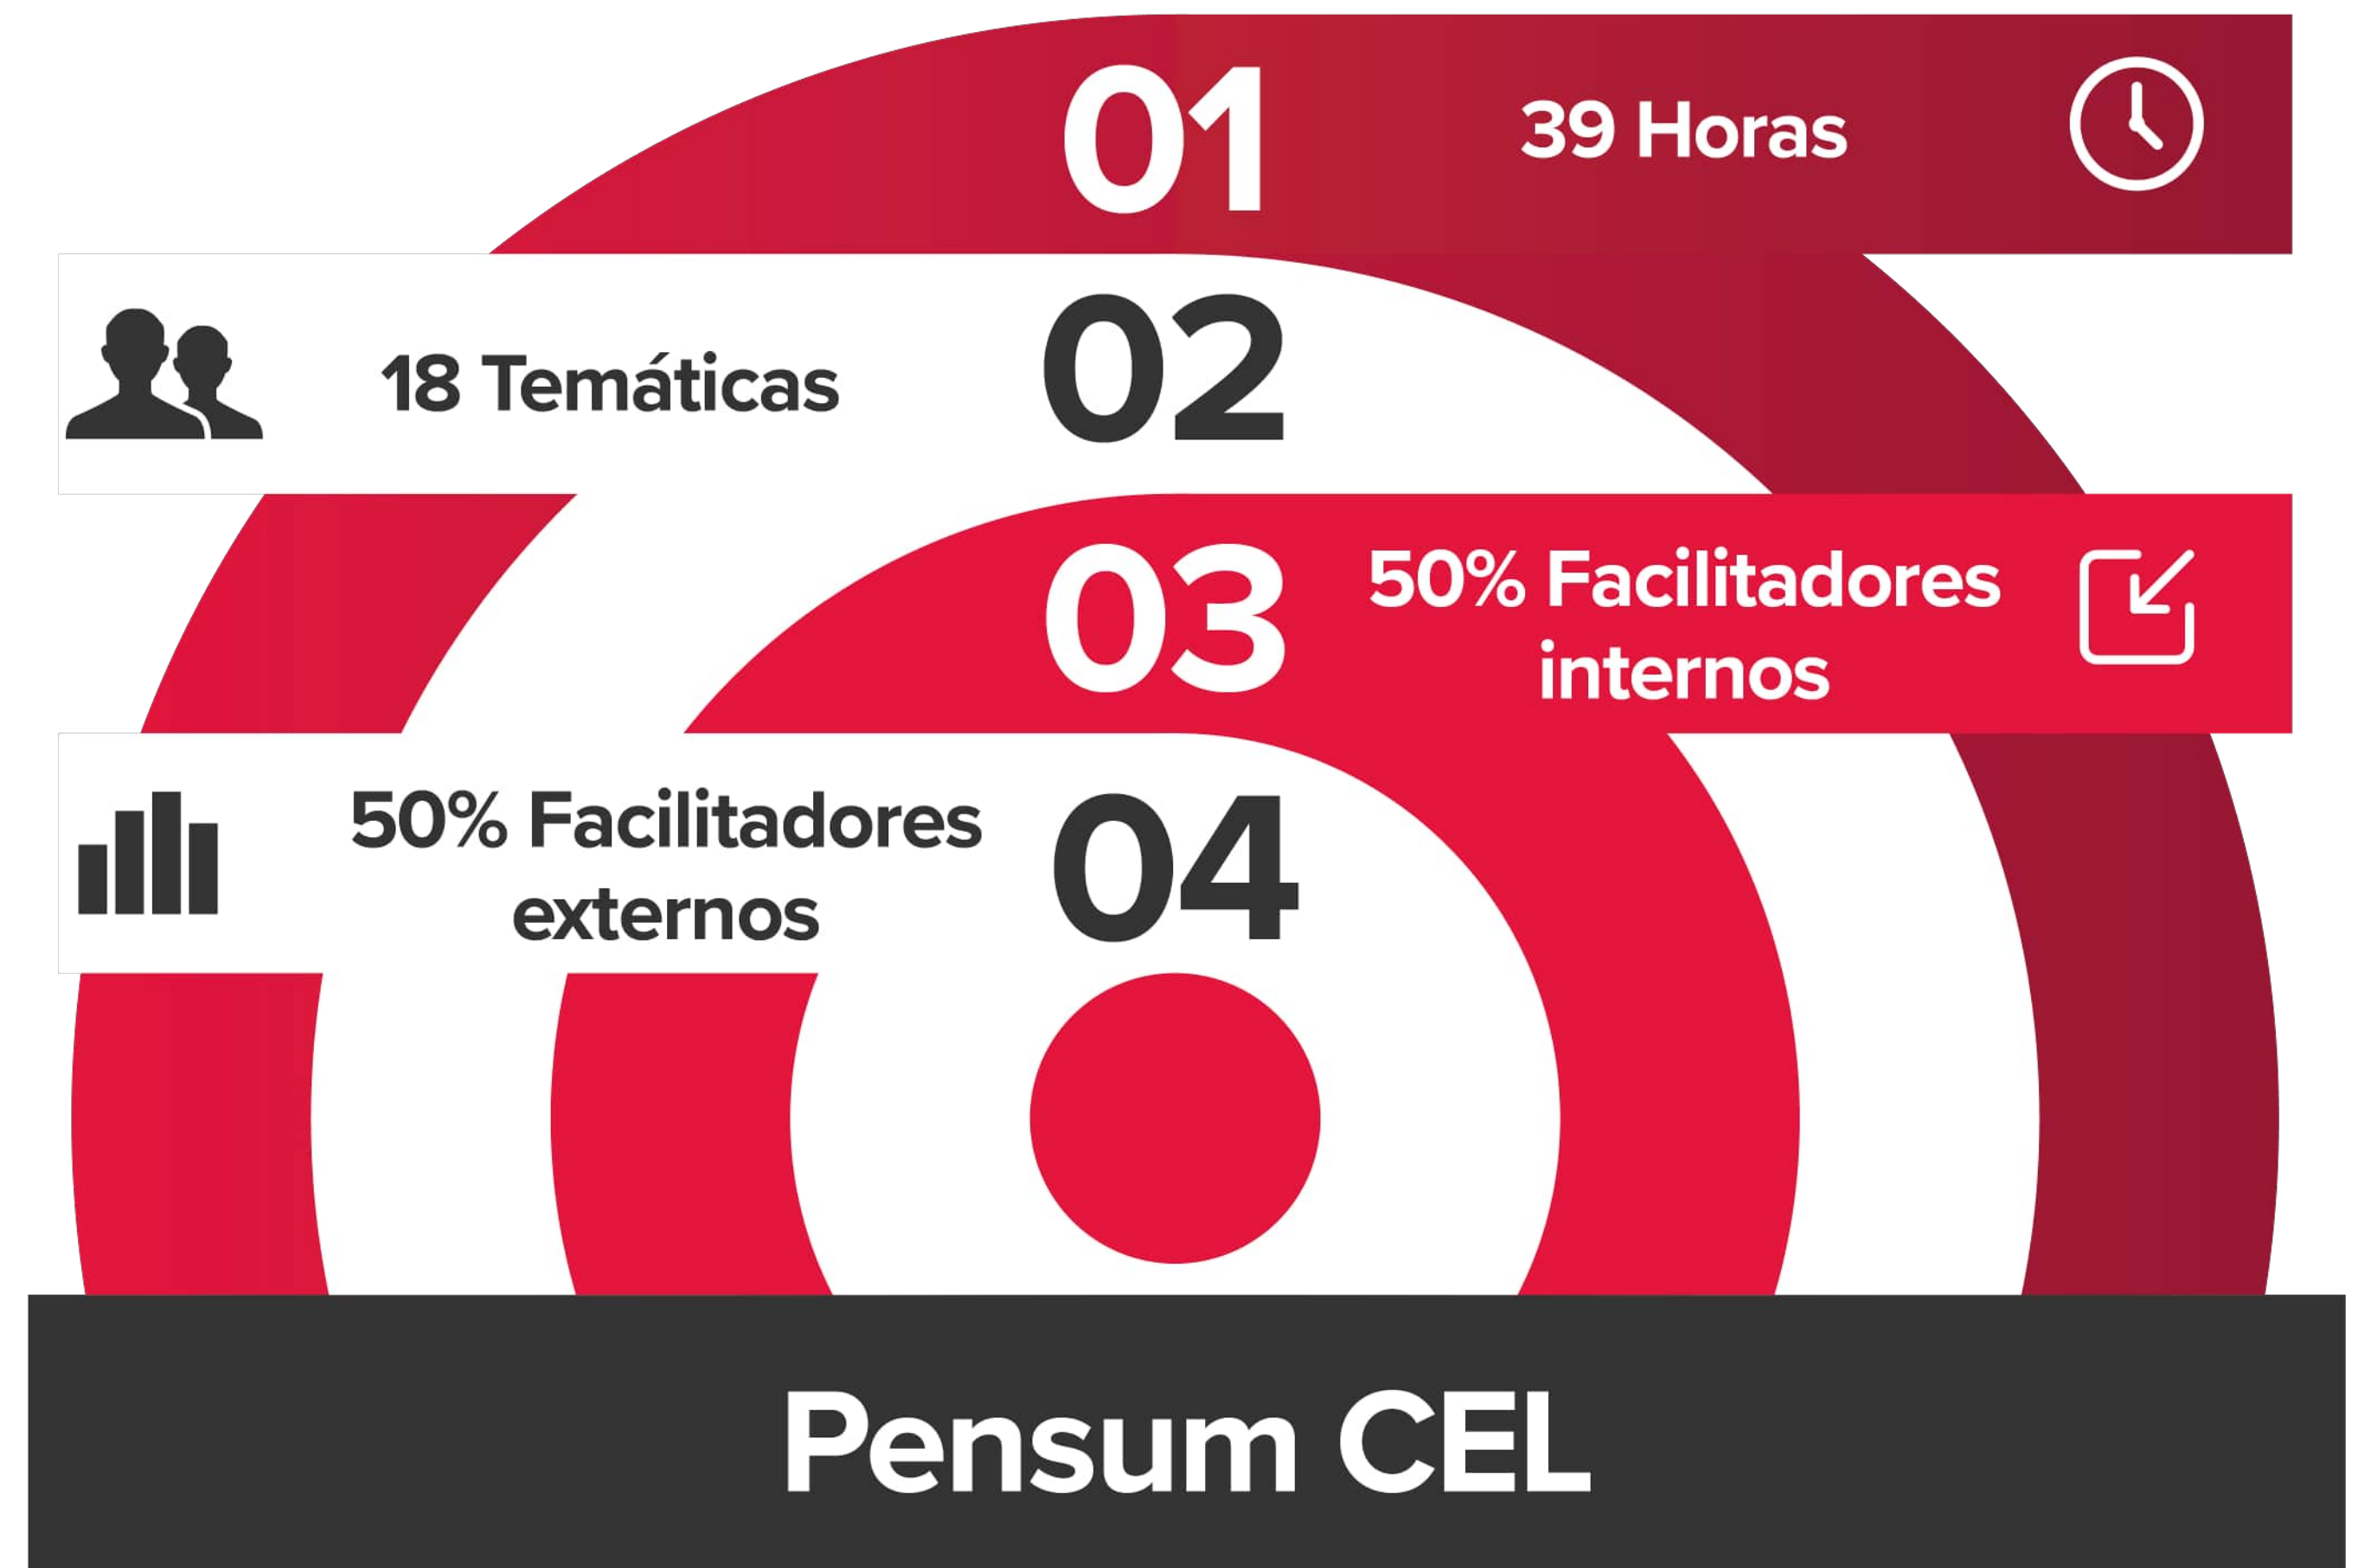 01
39 Horas
18 Temáticas
02
03
50% Facilitadores
internos
50% Facilitadores
externos
04
Pensum CEL